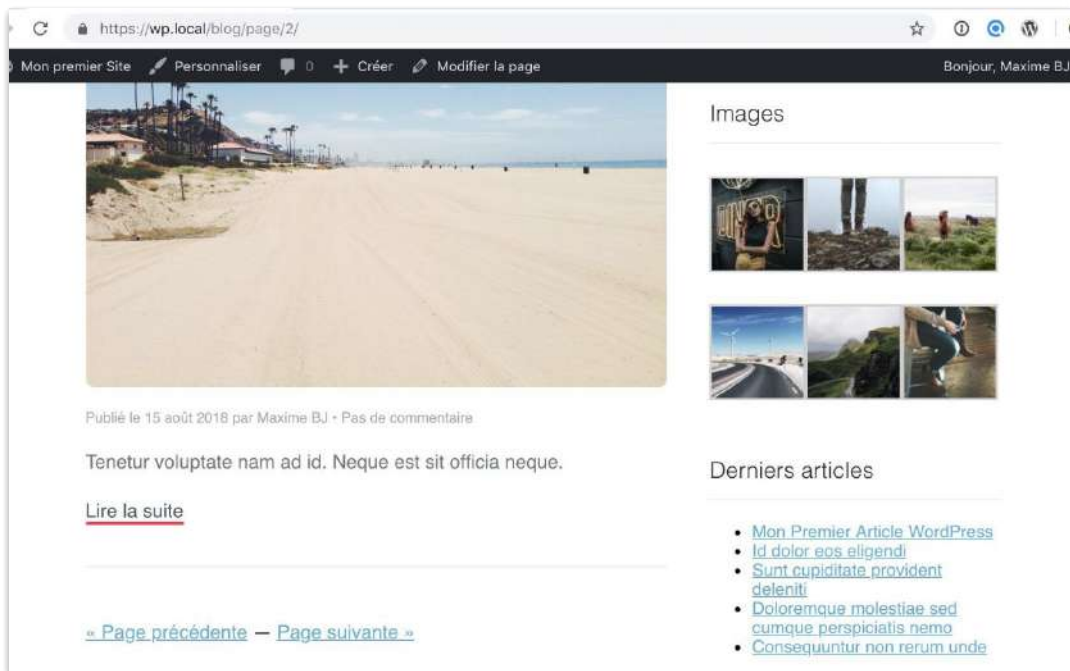 https://wp.local/blog/page/2/
Mon premier Site Personnaliser 0 Créer Modifier la page Bonjour, Maxime BJ
Publié le 15 août 2018 par Maxime BJ • Pas de commentaire
Tenetur voluptate nam ad id. Neque est sit officia neque.
Lire la suite
« Page précédente — Page suivante »
Images
Derniers articles
Mon Premier Article WordPress
Id dolor eos eligendi
Sunt cupiditate provident
deleniti
Doloremque molestiae sed
cumque perspiciatis nemo
Consequuntur non rerum unde